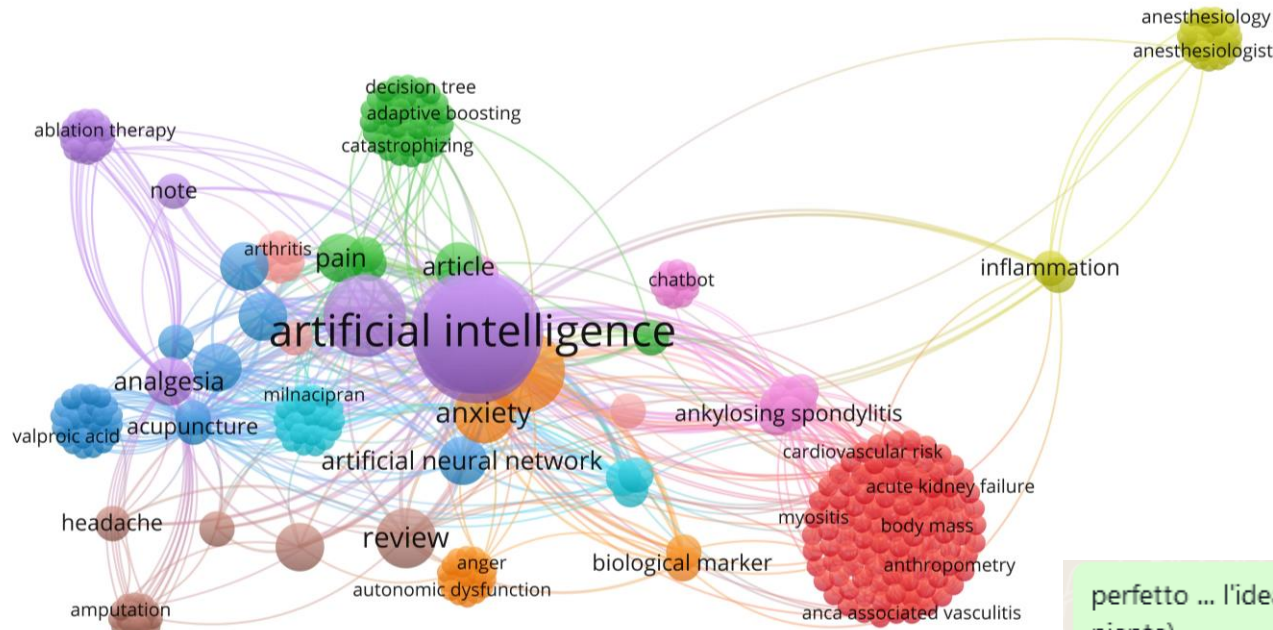 anesthesiology
anesthesiologist
decision tree
adaptive boosting
catastrophizing
ablation therapy
note
arthritis
pain
article
chatbot
inflammation
artificial intelligence
analgesia
milnacipran
anxiety
ankylosing spondylitis
valproic acid
acupuncture
artificial neural network
cardiovascular risk
acute kidney failure
myositis
body mass
anthropometry
headache
review
anger
autonomic dysfunction
biological marker
amputation
anca associated vasculitis
perfetto ... l'idea